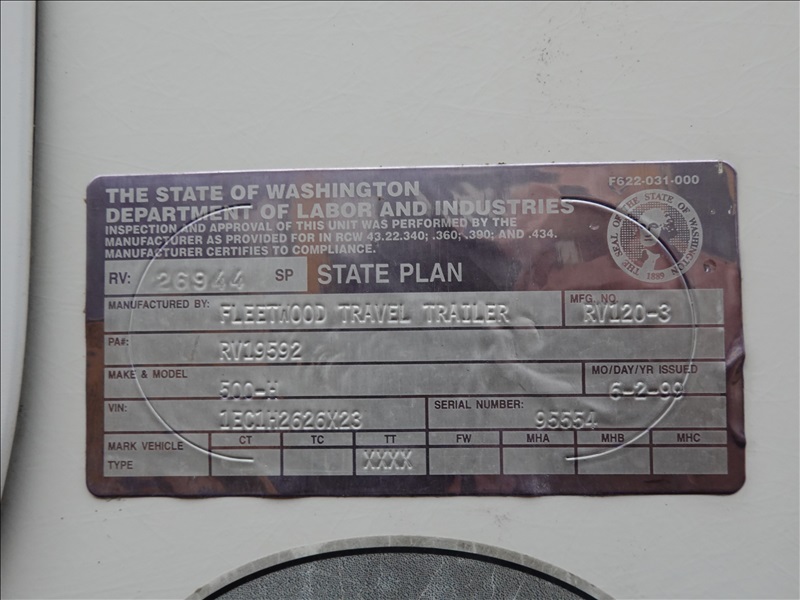 F622-031-000
THE STATE OF WASHINGTON
DEPARTMENT OF LABOR AND INDUSTRIES
INSPECTION AND APPROVAL OF THIS UNIT WAS PERFORMED BY THE
MANUFACTURER AS PROVIDED FOR IN RCW 43.22.340; .360; .390; AND .434.
MANUFACTURER CERTIFIES TO COMPLIANCE.
THE SEAL OF THE STATE OF WASHINGTON
1889
RV: 26944 SP STATE PLAN
MANUFACTURED BY: FLEETWOOD TRAVEL TRAILER MFG. NO. RV120-3
PA#: RV19592
MAKE & MODEL 500-H MO/DAY/YR ISSUED 6-2-99
VIN: 1EC1H2626X23 SERIAL NUMBER: 95554
MARK VEHICLE TYPE CT TC TT FW MHA MHB MHC
XXXX